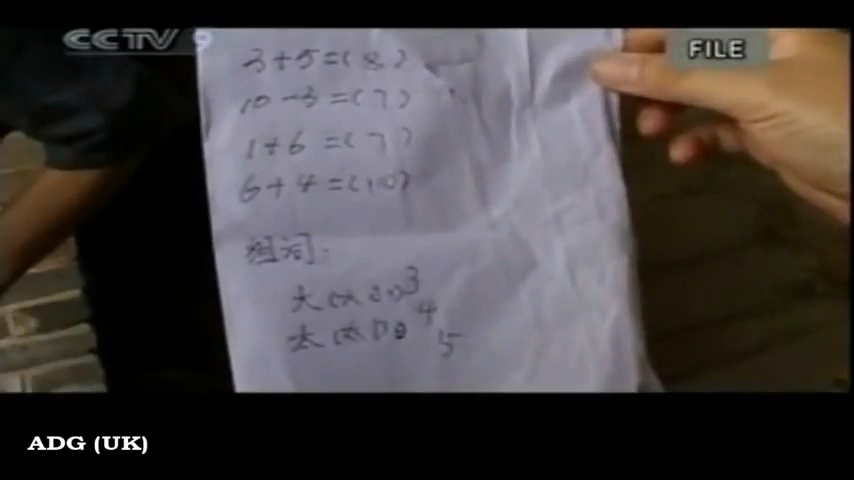 CCTV 9
FILE
3+5=(8)
10-3=(7)
1+6=(7)
6+4=(10)
组词:
大(
3
太(太阳
4
5
ADG (UK)